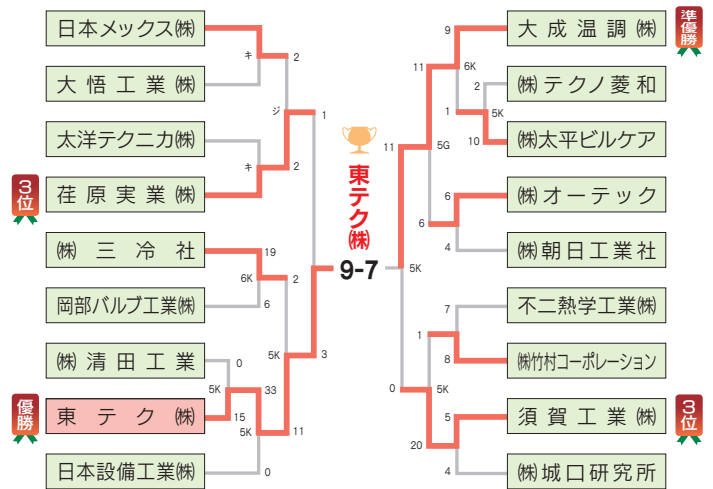 日本メックス㈱
キ
2
大悟工業㈱
ジ
1
太洋テクニカ㈱
キ
2
荏原実業㈱
3位
㈱三冷社
19
6K
2
岡部バルブ工業㈱
6
5K
3
㈱清田工業
0
5K
33
優勝
東テク㈱
15
5K
11
日本設備工業㈱
0
東テク㈱
9-7
9
大成温調㈱
準優勝
11
6K
2
㈱テクノ菱和
1
5K
10
㈱太平ビルケア
11
5G
6
㈱オーテック
6
4
㈱朝日工業社
5K
7
不二熱学工業㈱
1
8
㈱竹村コーポレーション
0
5K
5
須賀工業㈱
3位
20
4
㈱城口研究所